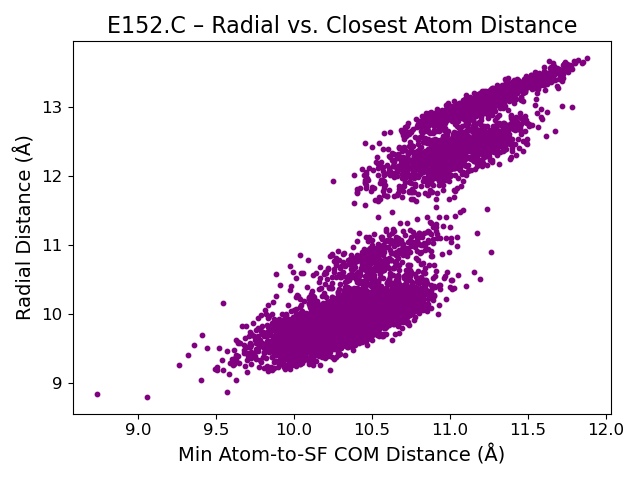 E152.C – Radial vs. Closest Atom Distance
Radial Distance (Å)
13
12
11
10
9
9.0 9.5 10.0 10.5 11.0 11.5 12.0
Min Atom-to-SF COM Distance (Å)